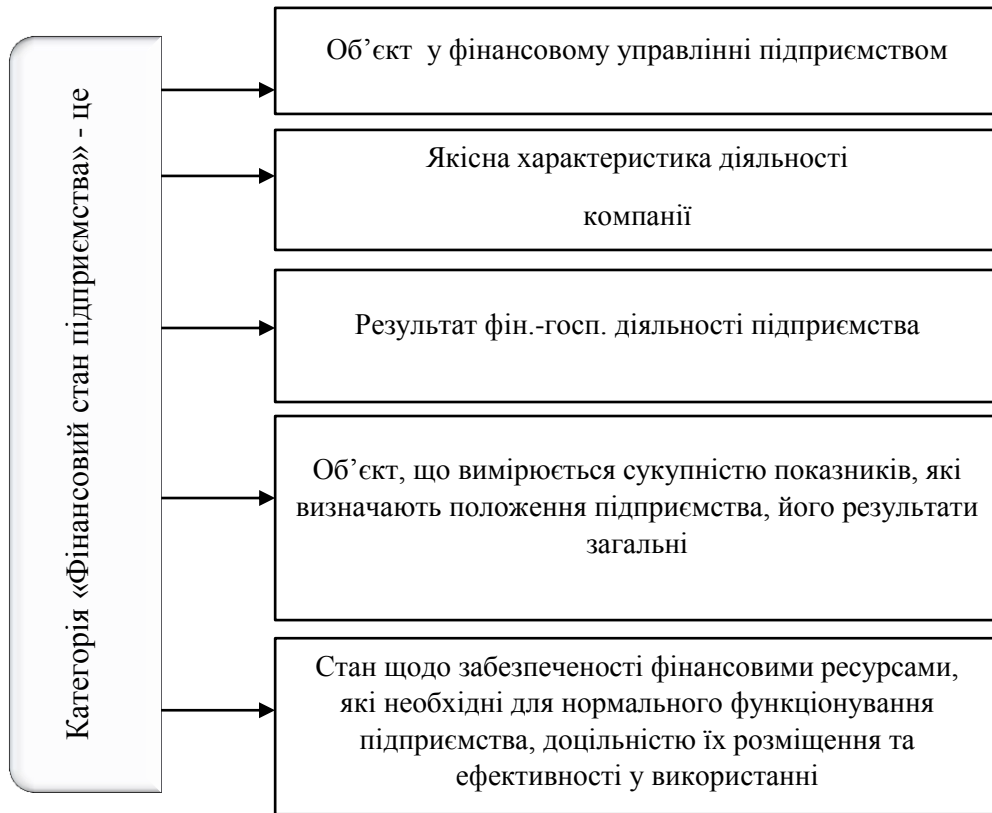 Категорія «Фінансовий стан підприємства» - це
Об’єкт у фінансовому управлінні підприємством
Якісна характеристика діяльності
компанії
Результат фін.-госп. діяльності підприємства
Об’єкт, що вимірюється сукупністю показників, які
визначають положення підприємства, його результати
загальні
Стан щодо забезпеченості фінансовими ресурсами,
які необхідні для нормального функціонування
підприємства, доцільністю їх розміщення та
ефективності у використанні